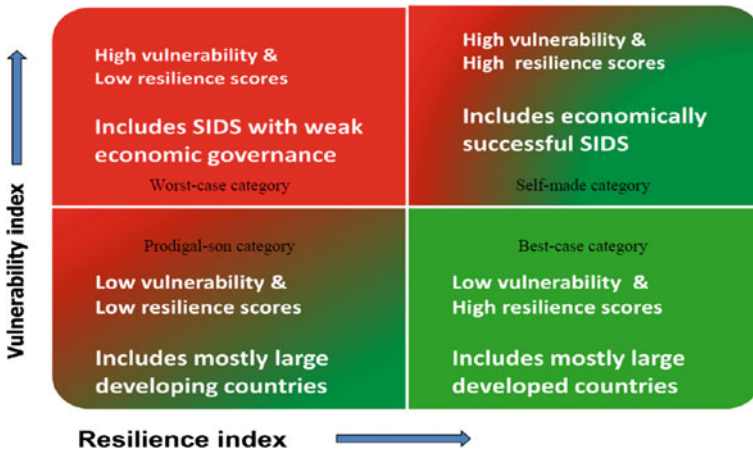 Vulnerability index
High vulnerability &
Low resilience scores
Includes SIDS with weak
economic governance
Worst-case category
High vulnerability &
High resilience scores
Includes economically
successful SIDS
Self-made category
Prodigal-son category
Low vulnerability &
Low resilience scores
Includes mostly large
developing countries
Best-case category
Low vulnerability &
High resilience scores
Includes mostly large
developed countries
Resilience index